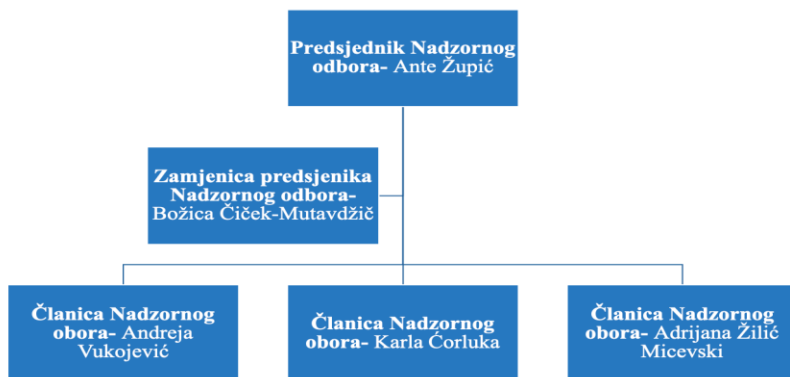 Predsjednik Nadzornog
odbora- Ante Župić
Zamjenica predsjenika
Nadzornog odbora-
Božica Čiček-Mutavdžič
Članica Nadzornog
obora- Andreja
Vukojević
Članica Nadzornog
obora- Karla Ćorluka
Članica Nadzornog
obora- Adrijana Žilić
Micevski